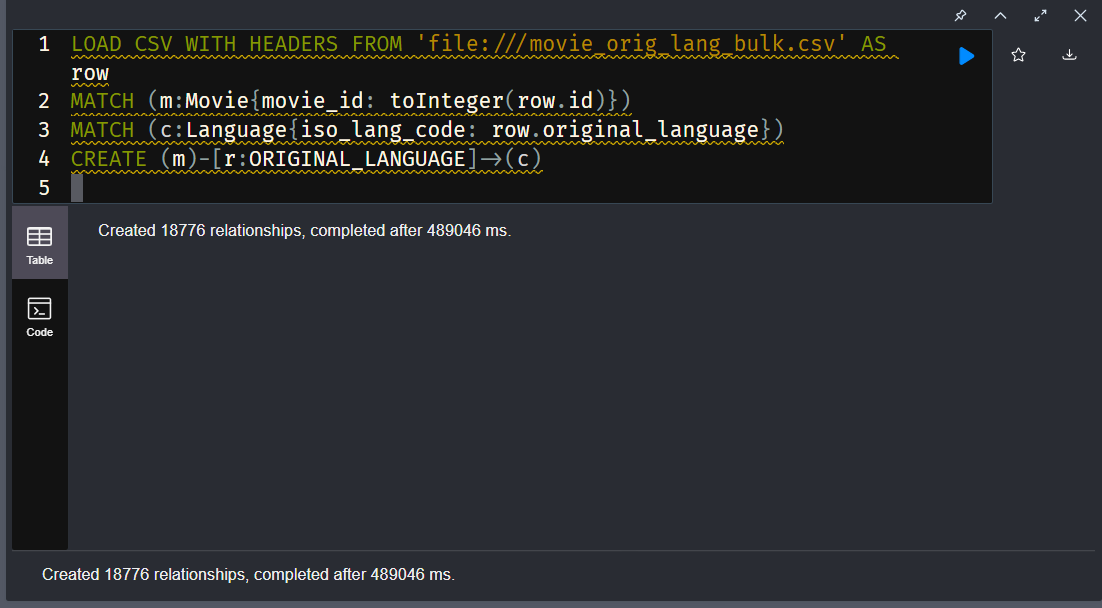 1 LOAD CSV WITH HEADERS FROM 'file:///movie_orig_lang_bulk.csv' AS
row
2 MATCH (m:Movie{movie_id: toInteger(row.id)})
3 MATCH (c:Language{iso_lang_code: row.original_language})
4 CREATE (m)-[r:ORIGINAL_LANGUAGE]->(c)
5
Table
Created 18776 relationships, completed after 489046 ms.
Code
Created 18776 relationships, completed after 489046 ms.